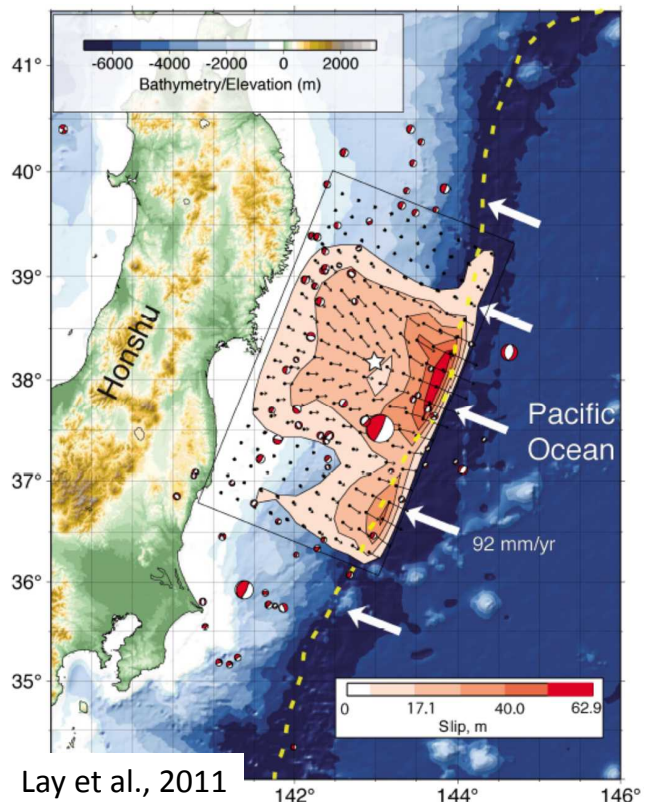 -6000 -4000 -2000 0 2000
Bathymetry/Elevation (m)
41°
40°
39°
38°
37°
36°
35°
Honshu
Pacific
Ocean
92 mm/yr
0 17.1 40.0 62.9
Slip, m
Lay et al., 2011
142° 144° 146°